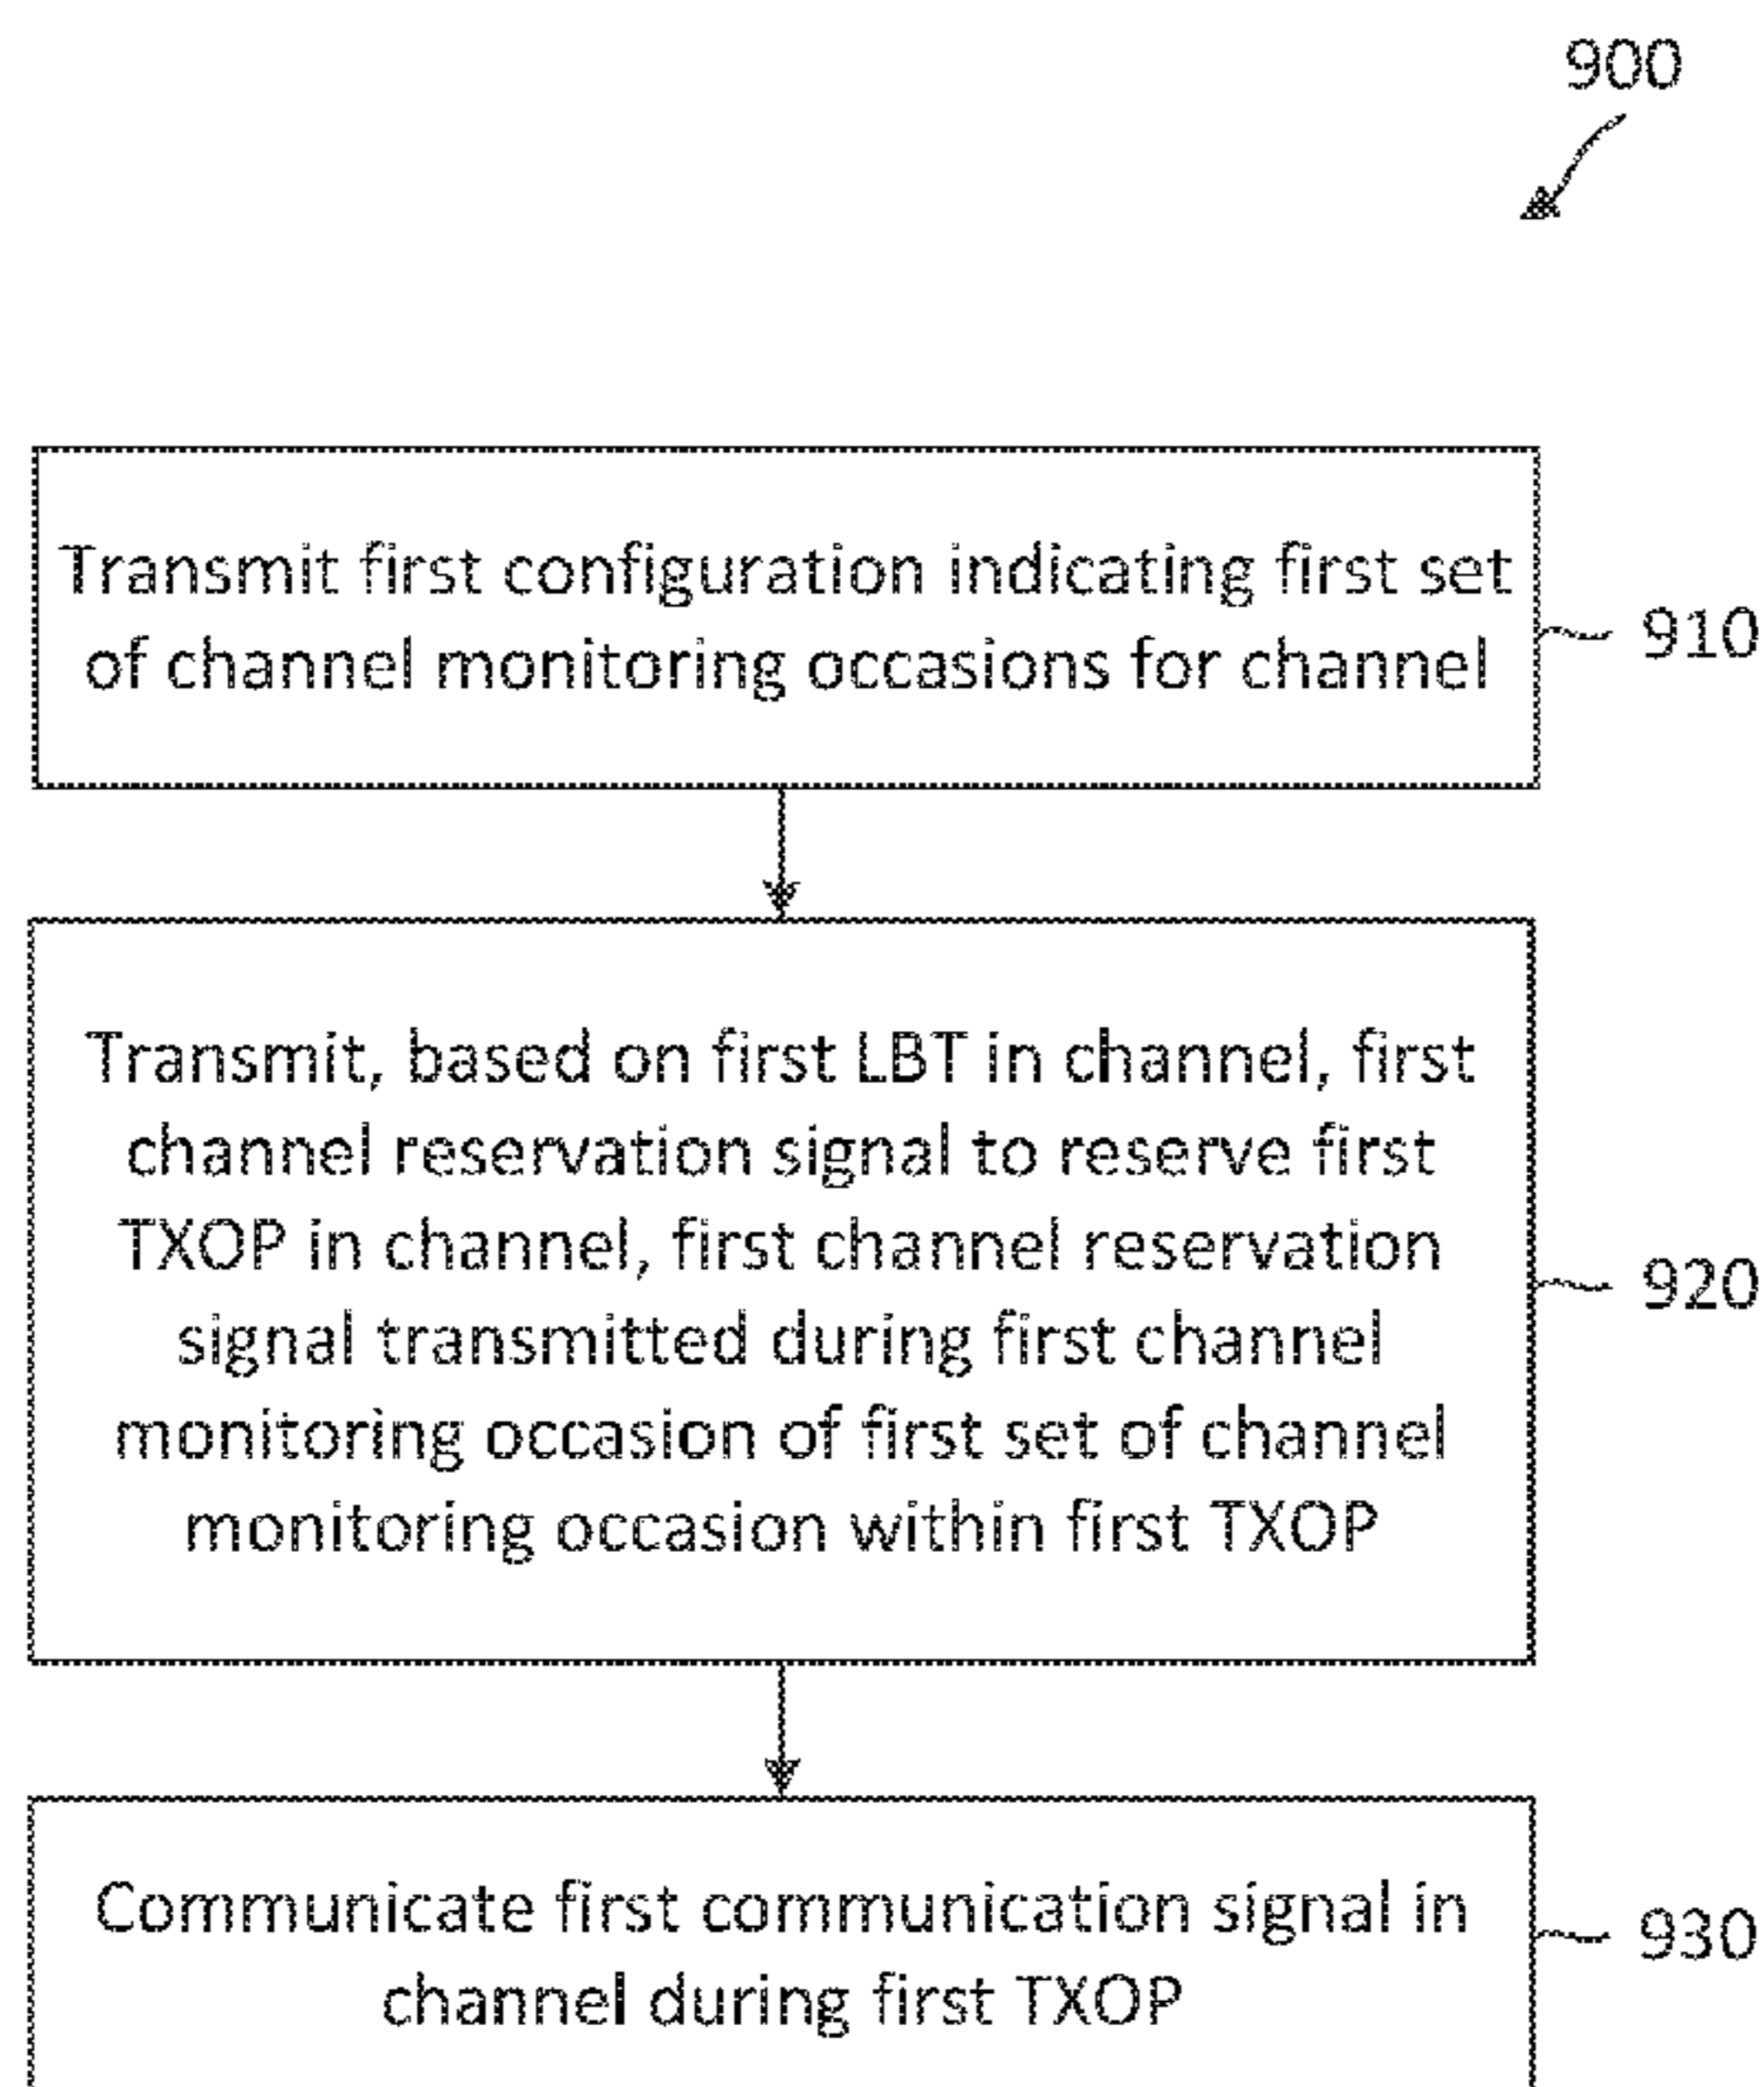 900
Transmit first configuration indicating first set
of channel monitoring occasions for channel
910
Transmit, based on first LBT in channel, first
channel reservation signal to reserve first
TXOP in channel, first channel reservation
signal transmitted during first channel
monitoring occasion of first set of channel
monitoring occasion within first TXOP
920
Communicate first communication signal in
channel during first TXOP
930